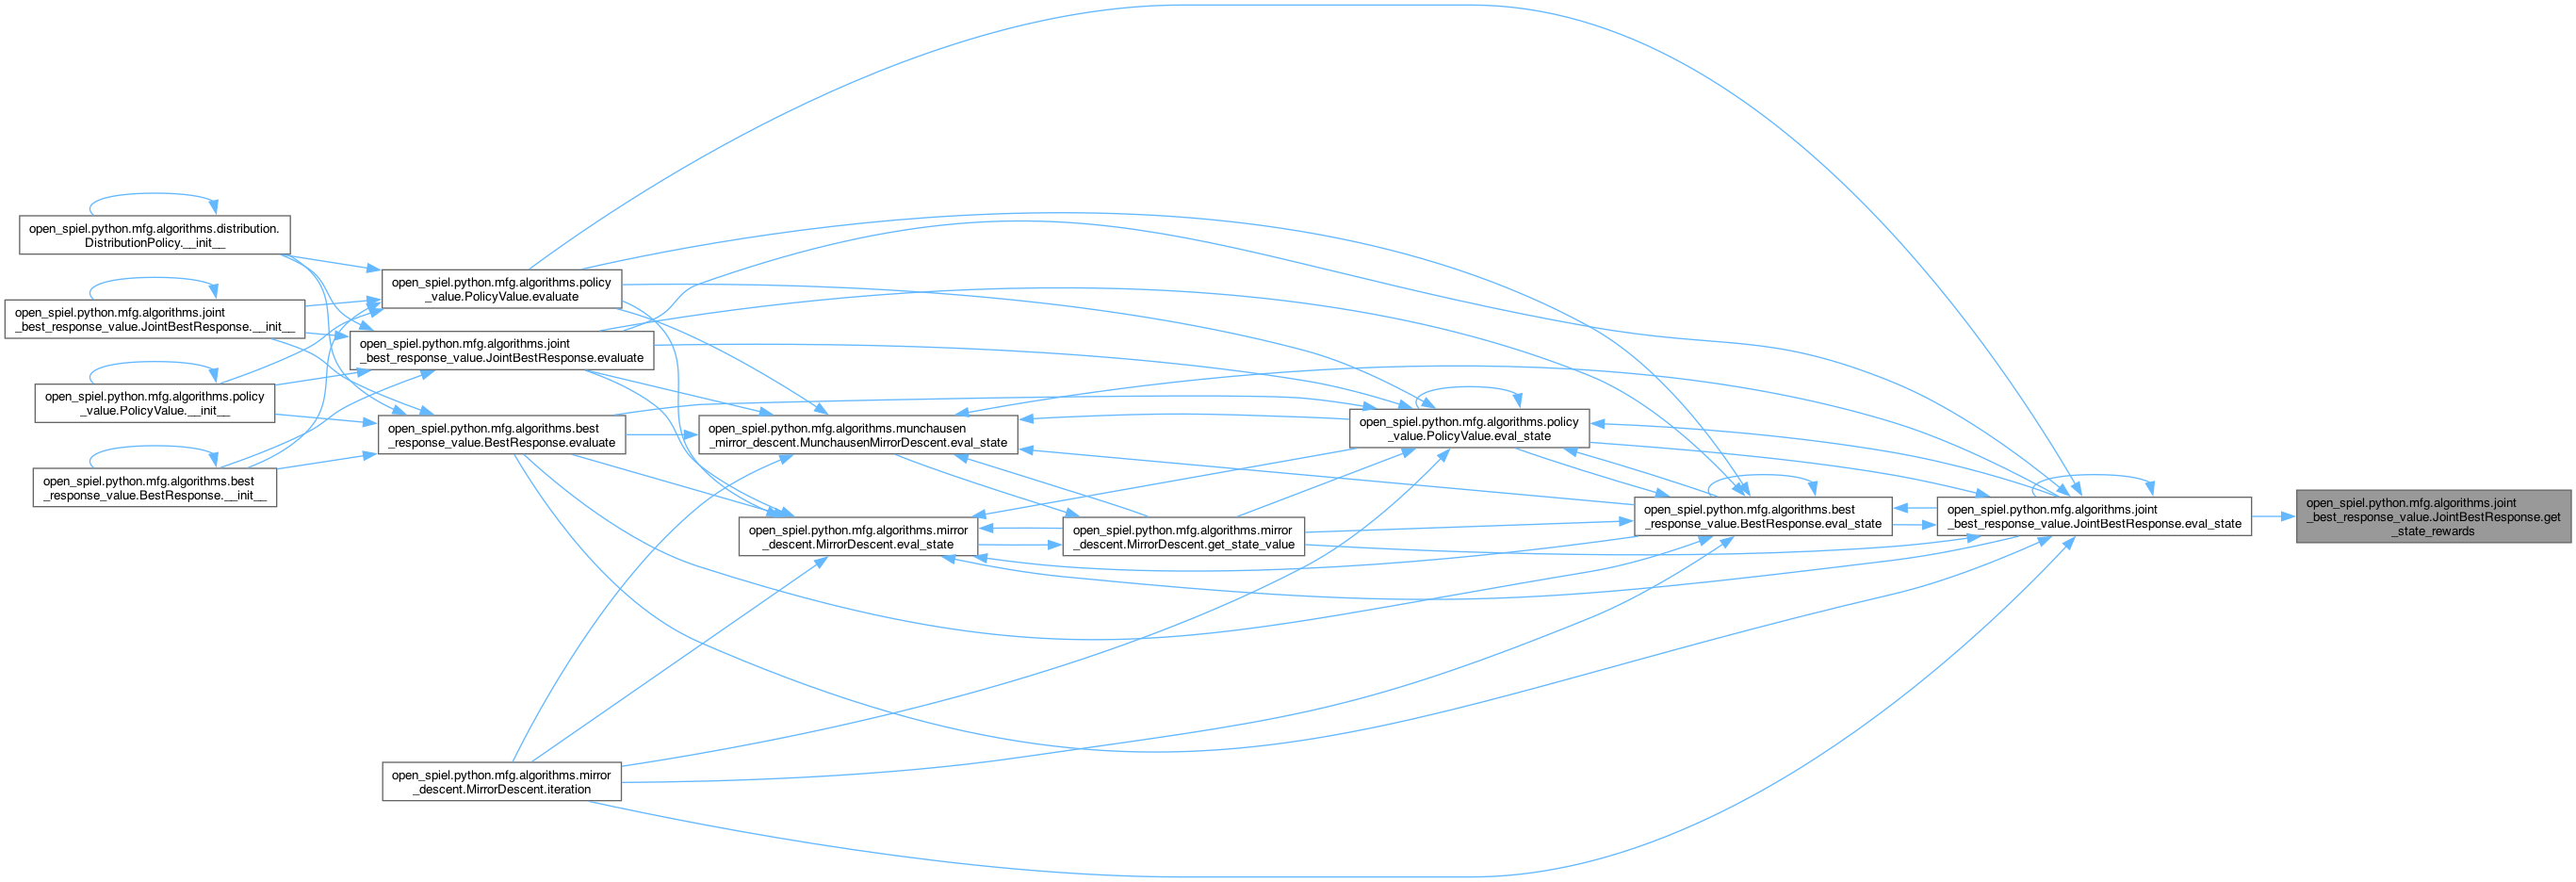 open_spiel.python.mfg.algorithms.distribution.
DistributionPolicy.__init__
open_spiel.python.mfg.algorithms.joint
_best_response_value.JointBestResponse.__init__
open_spiel.python.mfg.algorithms.policy
_value.PolicyValue.__init__
open_spiel.python.mfg.algorithms.best
_response_value.BestResponse.__init__
open_spiel.python.mfg.algorithms.policy
_value.PolicyValue.evaluate
open_spiel.python.mfg.algorithms.joint
_best_response_value.JointBestResponse.evaluate
open_spiel.python.mfg.algorithms.best
_response_value.BestResponse.evaluate
open_spiel.python.mfg.algorithms.mirror
_descent.MirrorDescent.iteration
open_spiel.python.mfg.algorithms.munchausen
_mirror_descent.MunchausenMirrorDescent.eval_state
open_spiel.python.mfg.algorithms.mirror
_descent.MirrorDescent.eval_state
open_spiel.python.mfg.algorithms.mirror
_descent.MirrorDescent.get_state_value
open_spiel.python.mfg.algorithms.policy
_value.PolicyValue.eval_state
open_spiel.python.mfg.algorithms.best
_response_value.BestResponse.eval_state
open_spiel.python.mfg.algorithms.joint
_best_response_value.JointBestResponse.eval_state
open_spiel.python.mfg.algorithms.joint
_best_response_value.JointBestResponse.get
_state_rewards